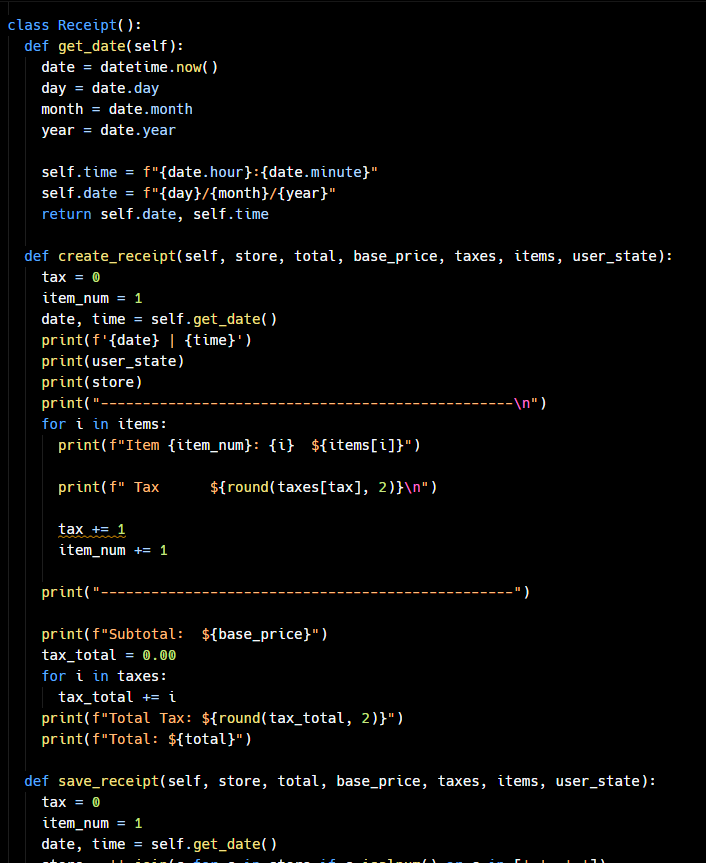 class Receipt():
  def get_date(self):
    date = datetime.now()
    day = date.day
    month = date.month
    year = date.year

    self.time = f"{date.hour}:{date.minute}"
    self.date = f"{day}/{month}/{year}"
    return self.date, self.time

  def create_receipt(self, store, total, base_price, taxes, items, user_state):
    tax = 0
    item_num = 1
    date, time = self.get_date()
    print(f'{date} | {time}')
    print(user_state)
    print(store)
    print("-------------------------------------------------\n")
    for i in items:
      print(f"Item {item_num}: {i}  ${items[i]}")

      print(f" Tax      ${round(taxes[tax], 2)}\n")

      tax += 1
      item_num += 1

    print("-------------------------------------------------")

    print(f"Subtotal:  ${base_price}")
    tax_total = 0.00
    for i in taxes:
      tax_total += i
    print(f"Total Tax: ${round(tax_total, 2)}")
    print(f"Total: ${total}")

  def save_receipt(self, store, total, base_price, taxes, items, user_state):
    tax = 0
    item_num = 1
    date, time = self.get_date()